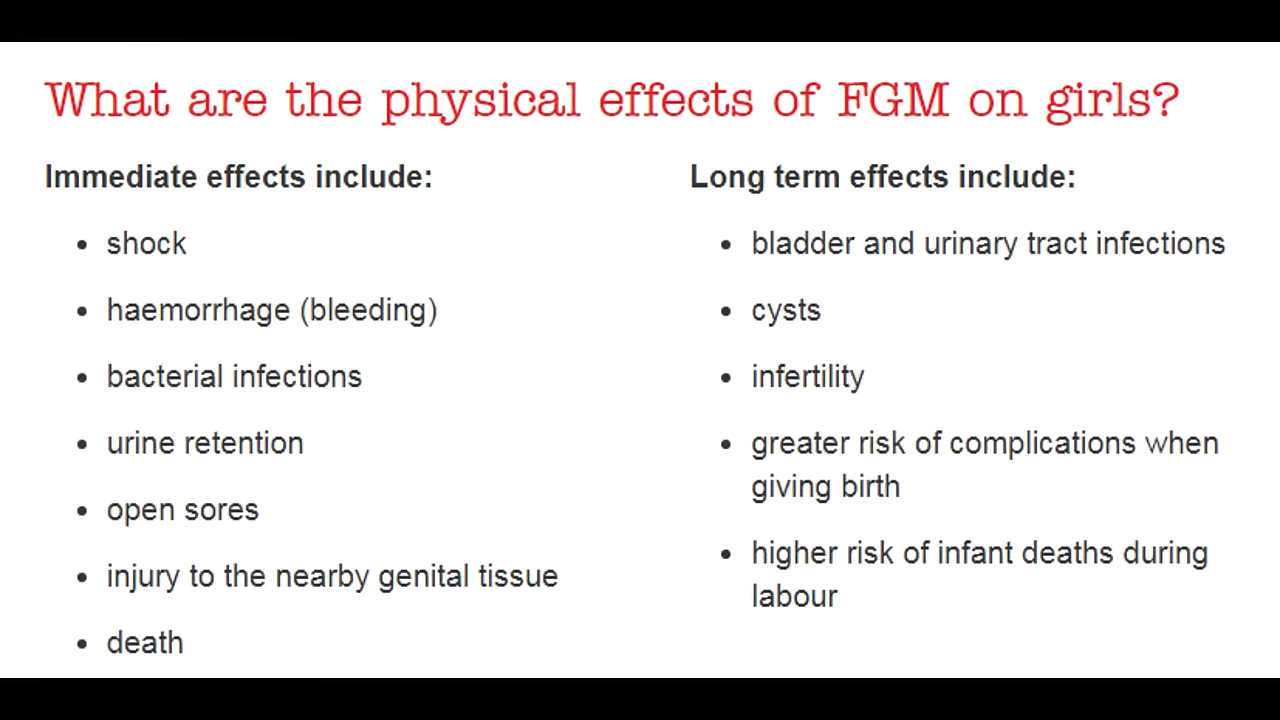 What are the physical effects of FGM on girls?
Immediate effects include:
• shock
• haemorrhage (bleeding)
• bacterial infections
• urine retention
• open sores
• injury to the nearby genital tissue
• death
Long term effects include:
• bladder and urinary tract infections
• cysts
• infertility
• greater risk of complications when
giving birth
• higher risk of infant deaths during
labour